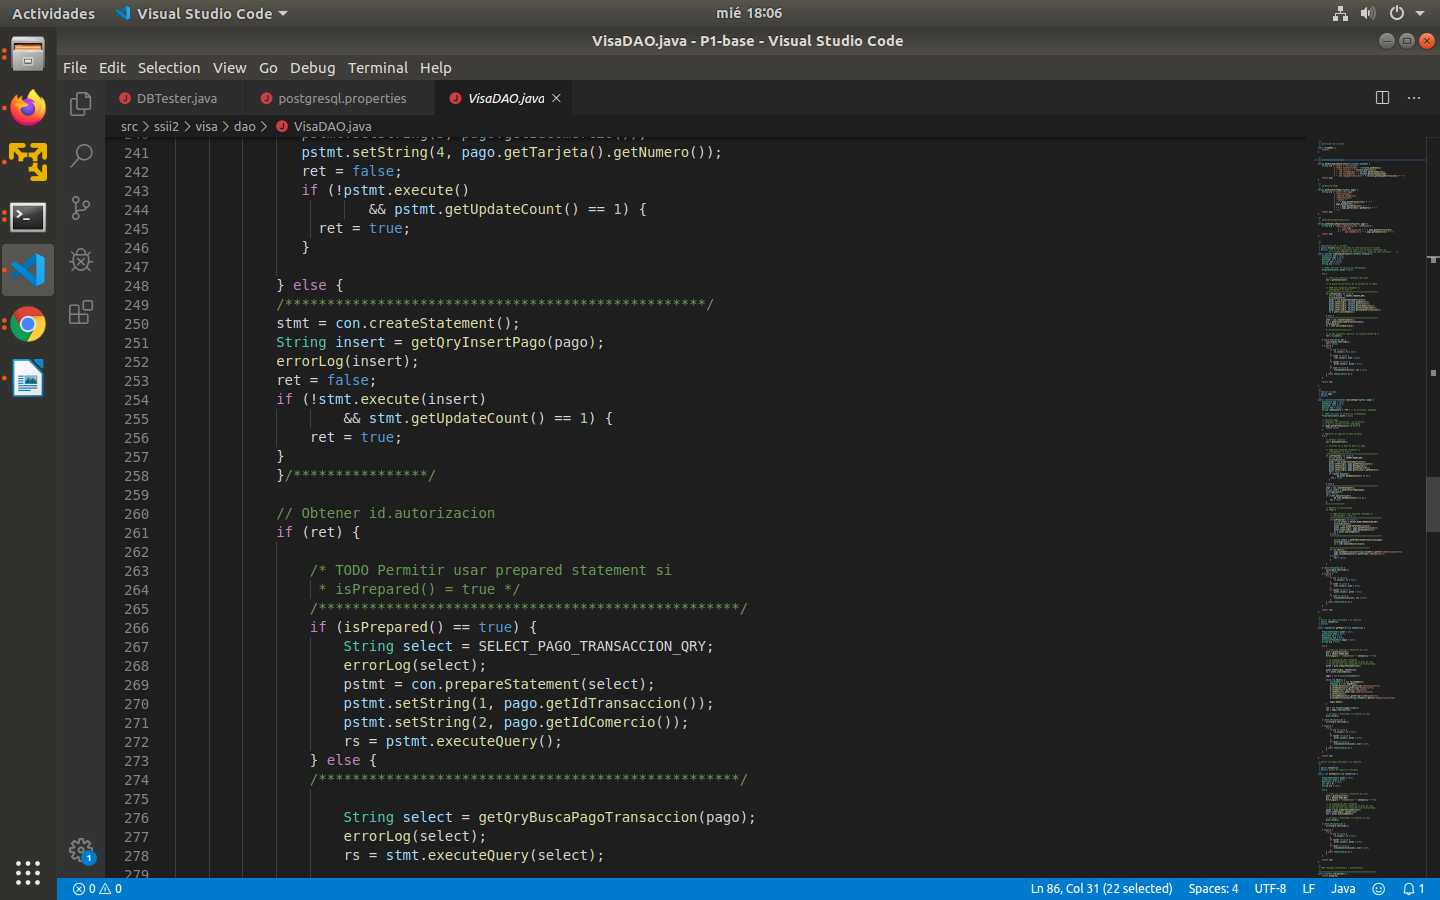 Actividades
Visual Studio Code
mié 18:06
VisaDAO.java - P1-base - Visual Studio Code
File Edit Selection View Go Debug Terminal Help
DBTester.java
postgresql.properties
VisaDAO.java
src > ssii2 > visa > dao > VisaDAO.java
241 pstmt.setString(4, pago.getTarjeta().getNumero());
242 ret = false;
243 if (!pstmt.execute()
244 && pstmt.getUpdateCount() == 1) {
245 ret = true;
246 }
247
248 } else {
249 /**************************************************/
250 stmt = con.createStatement();
251 String insert = getQryInsertPago(pago);
252 errorLog(insert);
253 ret = false;
254 if (!stmt.execute(insert)
255 && stmt.getUpdateCount() == 1) {
256 ret = true;
257 }
258 }/****************/
259
260 // Obtener id.autorizacion
261 if (ret) {
262
263 /* TODO Permitir usar prepared statement si
264 * isPrepared() = true */
265 /**************************************************/
266 if (isPrepared() == true) {
267 String select = SELECT_PAGO_TRANSACCION_QRY;
268 errorLog(select);
269 pstmt = con.prepareStatement(select);
270 pstmt.setString(1, pago.getIdTransaccion());
271 pstmt.setString(2, pago.getIdComercio());
272 rs = pstmt.executeQuery();
273 } else {
274 /**************************************************/
275
276 String select = getQryBuscaPagoTransaccion(pago);
277 errorLog(select);
278 rs = stmt.executeQuery(select);
279
0 0
Ln 86, Col 31 (22 selected) Spaces: 4 UTF-8 LF Java 1
1